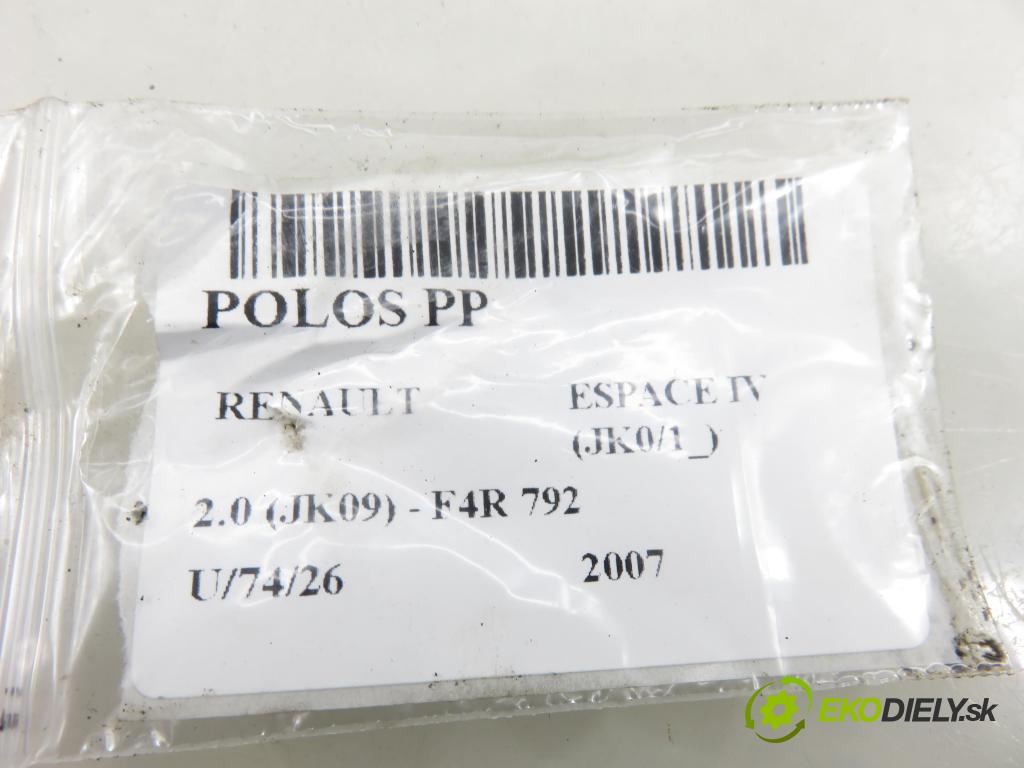 POLOS PP
RENAULT
ESPACE IV
(JK0/1_)
2.0 (JK09) - F4R 792
U/74/26
2007
EKODIELY.sk